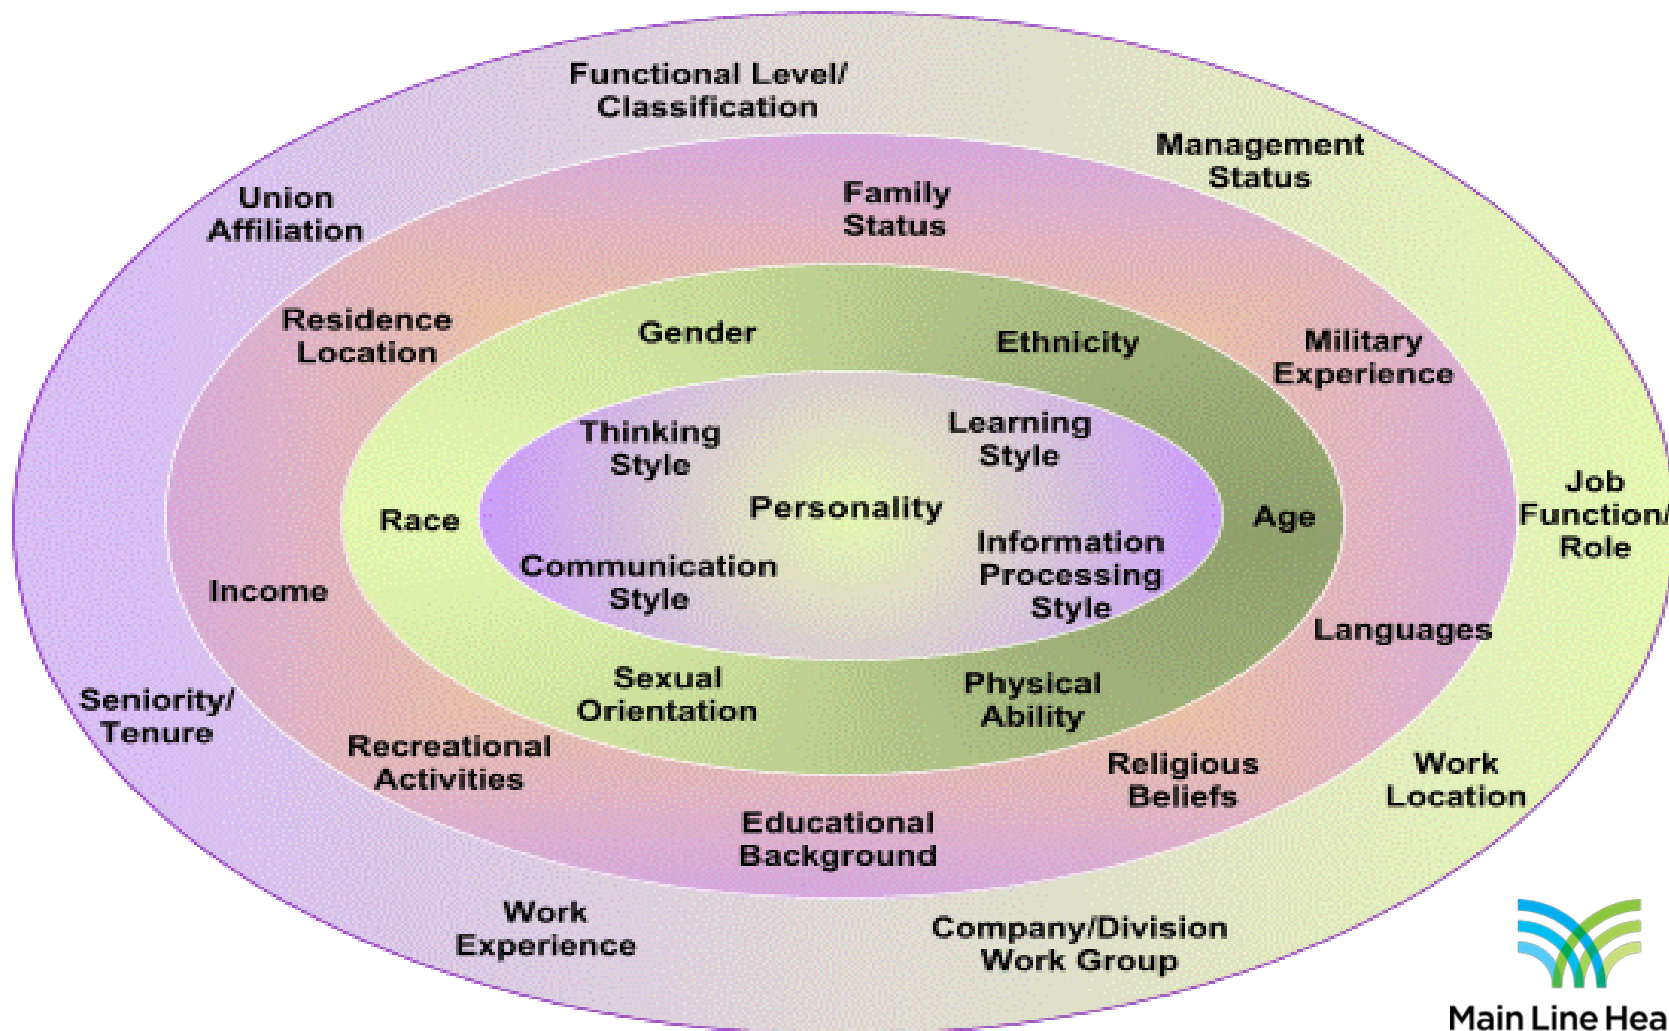 Functional Level/
Classification
Management
Status
Union
Affiliation
Family
Status
Residence
Location
Gender
Ethnicity
Military
Experience
Thinking
Style
Learning
Style
Personality
Race
Age
Job
Function/
Role
Communication
Style
Information
Processing
Style
Income
Languages
Sexual
Orientation
Physical
Ability
Seniority/
Tenure
Recreational
Activities
Religious
Beliefs
Work
Location
Educational
Background
Work
Experience
Company/Division
Work Group
Main Line Hea